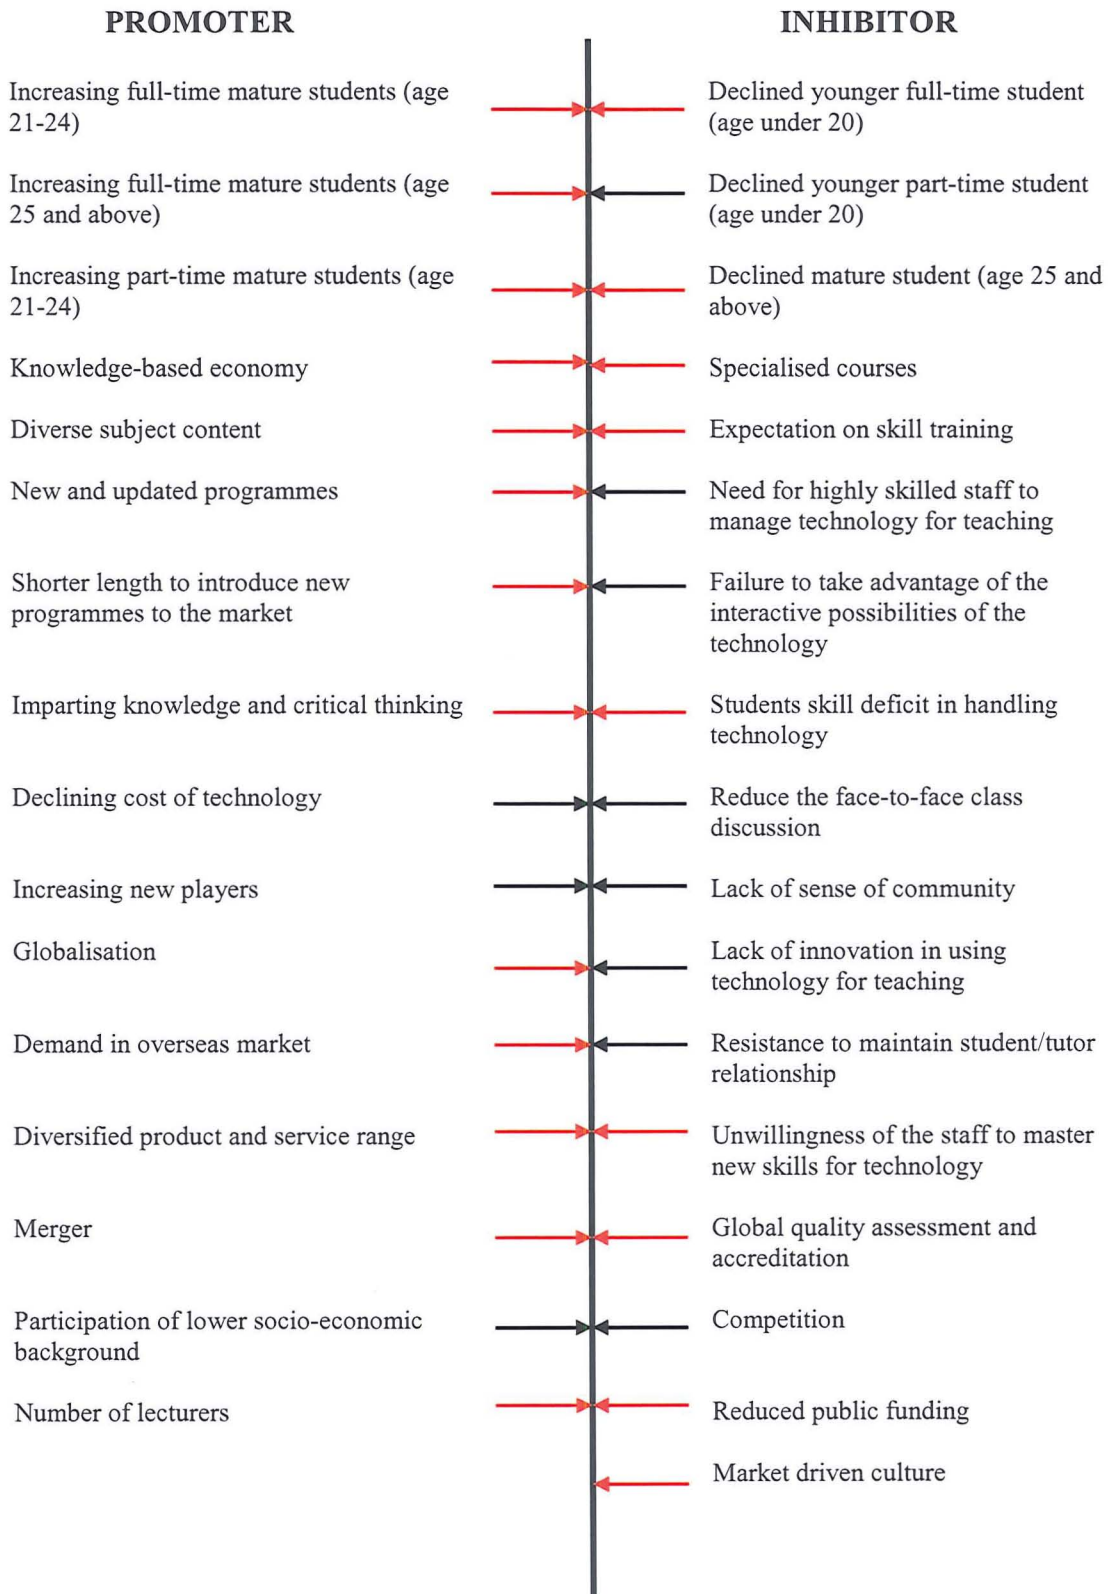 PROMOTER
Increasing full-time mature students (age
21-24)
Increasing full-time mature students (age
25 and above)
Increasing part-time mature students (age
21-24)
Knowledge-based economy
Diverse subject content
New and updated programmes
Shorter length to introduce new
programmes to the market
Imparting knowledge and critical thinking
Declining cost of technology
Increasing new players
Globalisation
Demand in overseas market
Diversified product and service range
Merger
Participation of lower socio-economic
background
Number of lecturers
INHIBITOR
Declined younger full-time student
(age under 20)
Declined younger part-time student
(age under 20)
Declined mature student (age 25 and
above)
Specialised courses
Expectation on skill training
Need for highly skilled staff to
manage technology for teaching
Failure to take advantage of the
interactive possibilities of the
technology
Students skill deficit in handling
technology
Reduce the face-to-face class
discussion
Lack of sense of community
Lack of innovation in using
technology for teaching
Resistance to maintain student/tutor
relationship
Unwillingness of the staff to master
new skills for technology
Global quality assessment and
accreditation
Competition
Reduced public funding
Market driven culture